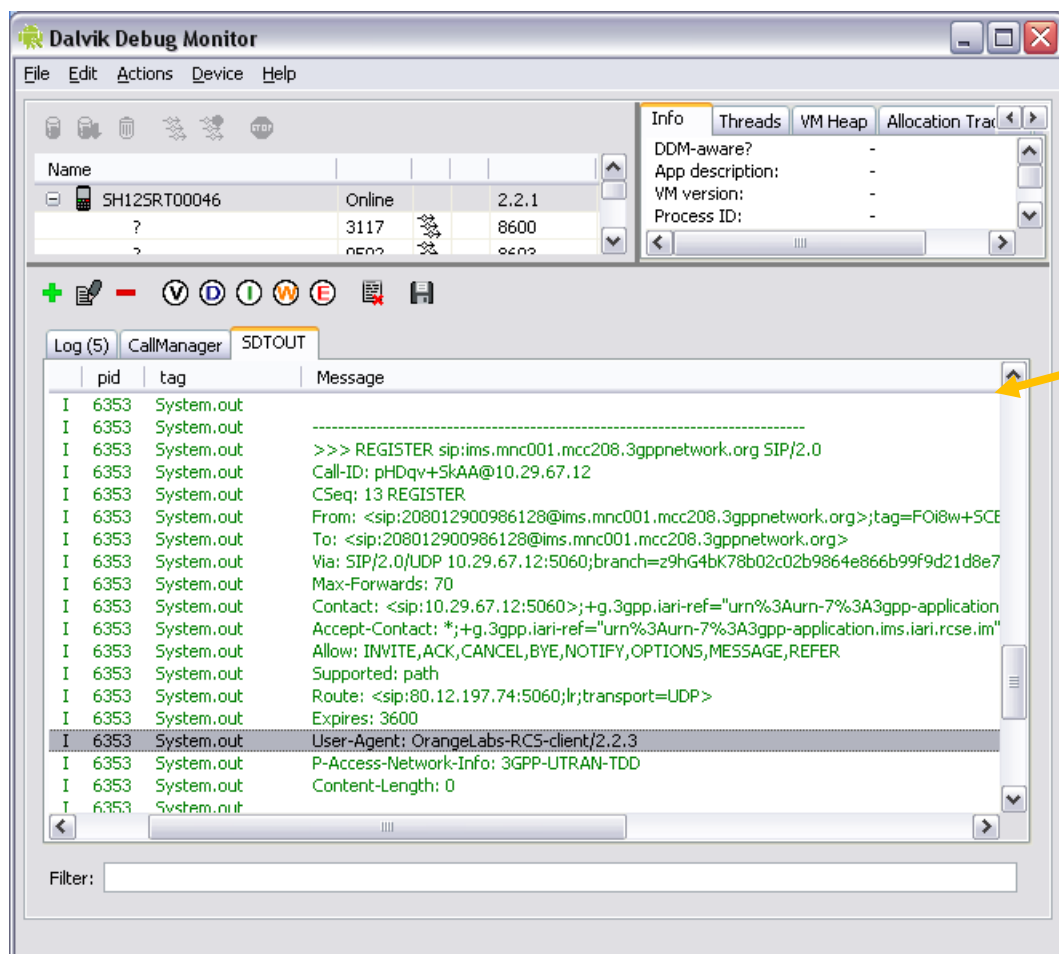 Dalvik Debug Monitor
File Edit Actions Device Help
STOP
Info Threads VM Heap Allocation Trac
DDM-aware? -
App description: -
VM version: -
Process ID: -
Name
SH12SRT00046 Online 2.2.1
? 3117 8600
V D I W E
Log (5) CallManager SDTOUT
pid tag Message
I 6353 System.out
I 6353 System.out ----------------------------------------------------------------------------
I 6353 System.out >>> REGISTER sip:ims.mnc001.mcc208.3gppnetwork.org SIP/2.0
I 6353 System.out Call-ID: pHDqv+SkAA@10.29.67.12
I 6353 System.out CSeq: 13 REGISTER
I 6353 System.out From: <sip:208012900986128@ims.mnc001.mcc208.3gppnetwork.org>;tag=FOi8w+SCE
I 6353 System.out To: <sip:208012900986128@ims.mnc001.mcc208.3gppnetwork.org>
I 6353 System.out Via: SIP/2.0/UDP 10.29.67.12:5060;branch=z9hG4bK78b02c02b9864e866b99f9d21d8e7
I 6353 System.out Max-Forwards: 70
I 6353 System.out Contact: <sip:10.29.67.12:5060>;+g.3gpp.iari-ref="urn%3Aurn-7%3A3gpp-application
I 6353 System.out Accept-Contact: *;+g.3gpp.iari-ref="urn%3Aurn-7%3A3gpp-application.ims.iari.rcse.im"
I 6353 System.out Allow: INVITE,ACK,CANCEL,BYE,NOTIFY,OPTIONS,MESSAGE,REFER
I 6353 System.out Supported: path
I 6353 System.out Route: <sip:80.12.197.74:5060;lr;transport=UDP>
I 6353 System.out Expires: 3600
I 6353 System.out User-Agent: OrangeLabs-RCS-client/2.2.3
I 6353 System.out P-Access-Network-Info: 3GPP-UTRAN-TDD
I 6353 System.out Content-Length: 0
I 6353 System.out
Filter: